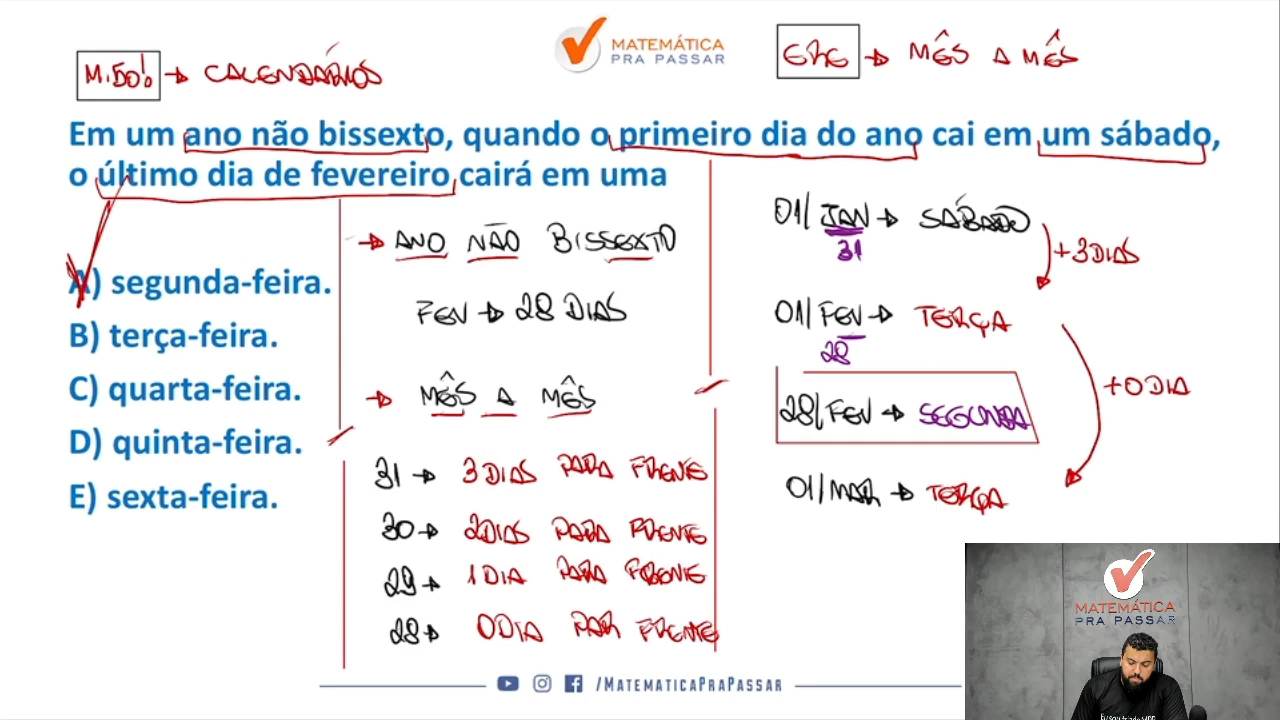 M.50! → CALENDÁRIOS
MATEMÁTICA
PRA PASSAR
→ MÊS A MÊS
Em um ano não bissexto, quando o primeiro dia do ano cai em um sábado,
o último dia de fevereiro cairá em uma
A) segunda-feira.
B) terça-feira.
C) quarta-feira.
D) quinta-feira.
E) sexta-feira.
→ ANO NÃO BISSEXTO
FEV → 28 DIAS
→ MÊS A MÊS
31 → 3 DIAS PARA FRENTE
30 → 2 DIAS PARA FRENTE
29 → 1 DIA PARA FRENTE
28 → 0 DIA PAR FRENTE
01/JAN → SÁBADO
31
+3 DIAS
01/FEV → TERÇA
28
+0 DIA
28/FEV → SEGUNDA
01/MAR → TERÇA
/MATEMATICAPRAPASSAR
MATEMÁTICA
PRA PASSAR